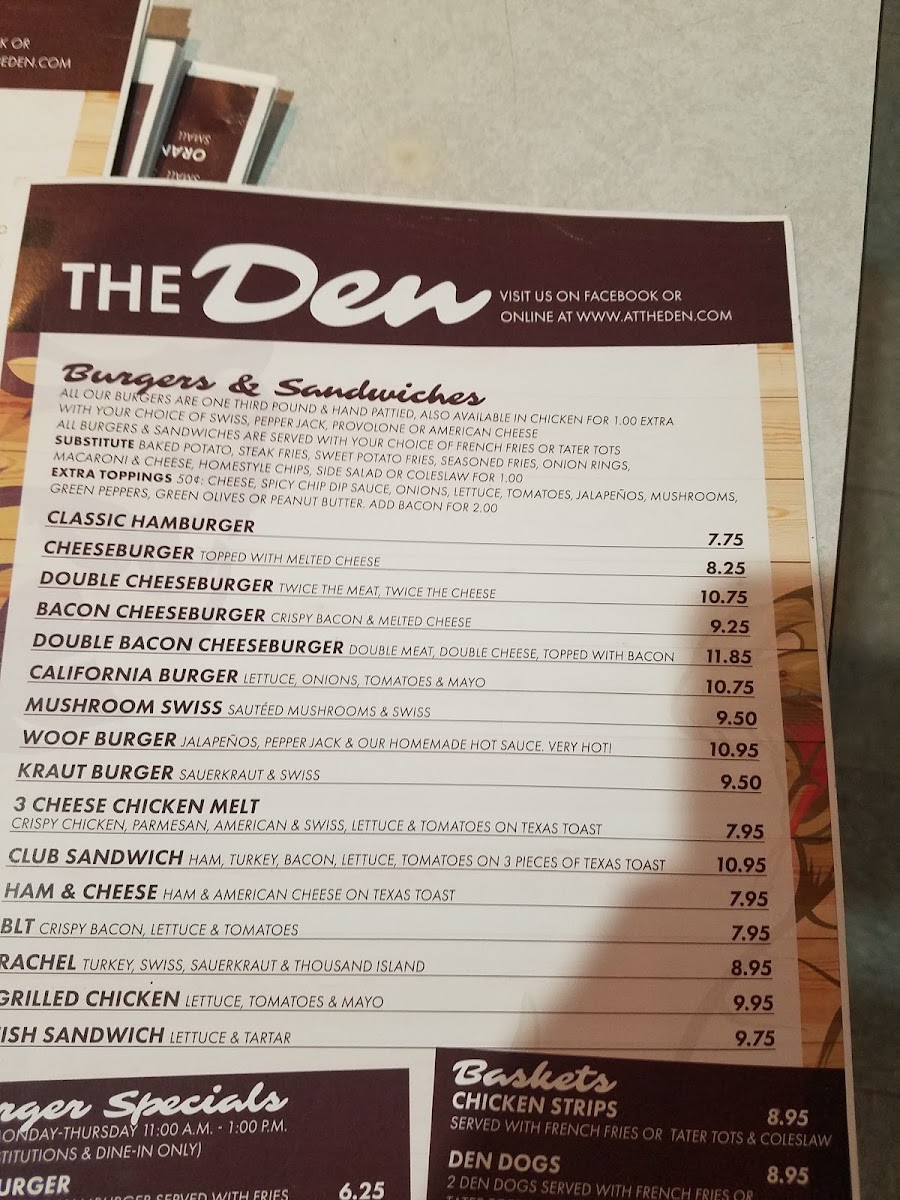 K OR
EDEN.COM
SMALL
SMALL
THE Den
VISIT US ON FACEBOOK OR
ONLINE AT WWW.ATTHEDEN.COM
Burgers & Sandwiches
ALL OUR BURGERS ARE ONE THIRD POUND & HAND PATTIED, ALSO AVAILABLE IN CHICKEN FOR 1.00 EXTRA
WITH YOUR CHOICE OF SWISS, PEPPER JACK, PROVOLONE OR AMERICAN CHEESE
ALL BURGERS & SANDWICHES ARE SERVED WITH YOUR CHOICE OF FRENCH FRIES OR TATER TOTS
SUBSTITUTE BAKED POTATO, STEAK FRIES, SWEET POTATO FRIES, SEASONED FRIES, ONION RINGS,
MACARONI & CHEESE, HOMESTYLE CHIPS, SIDE SALAD OR COLESLAW FOR 1.00
EXTRA TOPPINGS 50¢: CHEESE, SPICY CHIP DIP SAUCE, ONIONS, LETTUCE, TOMATOES, JALAPEÑOS, MUSHROOMS,
GREEN PEPPERS, GREEN OLIVES OR PEANUT BUTTER. ADD BACON FOR 2.00
CLASSIC HAMBURGER 7.75
CHEESEBURGER TOPPED WITH MELTED CHEESE 8.25
DOUBLE CHEESEBURGER TWICE THE MEAT, TWICE THE CHEESE 10.75
BACON CHEESEBURGER CRISPY BACON & MELTED CHEESE 9.25
DOUBLE BACON CHEESEBURGER DOUBLE MEAT, DOUBLE CHEESE, TOPPED WITH BACON 11.85
CALIFORNIA BURGER LETTUCE, ONIONS, TOMATOES & MAYO 10.75
MUSHROOM SWISS SAUTÉED MUSHROOMS & SWISS 9.50
WOOF BURGER JALAPEÑOS, PEPPER JACK & OUR HOMEMADE HOT SAUCE. VERY HOT! 10.95
KRAUT BURGER SAUERKRAUT & SWISS 9.50
3 CHEESE CHICKEN MELT
CRISPY CHICKEN, PARMESAN, AMERICAN & SWISS, LETTUCE & TOMATOES ON TEXAS TOAST 7.95
CLUB SANDWICH HAM, TURKEY, BACON, LETTUCE, TOMATOES ON 3 PIECES OF TEXAS TOAST 10.95
HAM & CHEESE HAM & AMERICAN CHEESE ON TEXAS TOAST 7.95
BLT CRISPY BACON, LETTUCE & TOMATOES 7.95
RACHEL TURKEY, SWISS, SAUERKRAUT & THOUSAND ISLAND 8.95
GRILLED CHICKEN LETTUCE, TOMATOES & MAYO 9.95
ISH SANDWICH LETTUCE & TARTAR 9.75
rger Specials
ONDAY-THURSDAY 11:00 A.M. - 1:00 P.M.
TITUTIONS & DINE-IN ONLY)
URGER
SERVED WITH FRIES 6.25
Baskets
CHICKEN STRIPS 8.95
SERVED WITH FRENCH FRIES OR TATER TOTS & COLESLAW
DEN DOGS 8.95
2 DEN DOGS SERVED WITH FRENCH FRIES OR